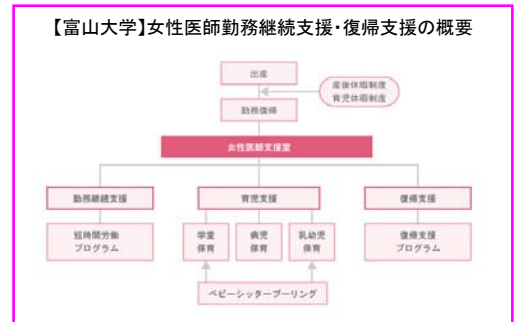 【富山大学】女性医師勤務継続支援・復帰支援の概要
出産
産後休暇制度
育児休暇制度
勤務復帰
女性医師支援室
勤務継続支援
育児支援
復帰支援
短時間労働
プログラム
学童
保育
病児
保育
乳幼児
保育
復帰支援
プログラム
ベビーシッタープーリング